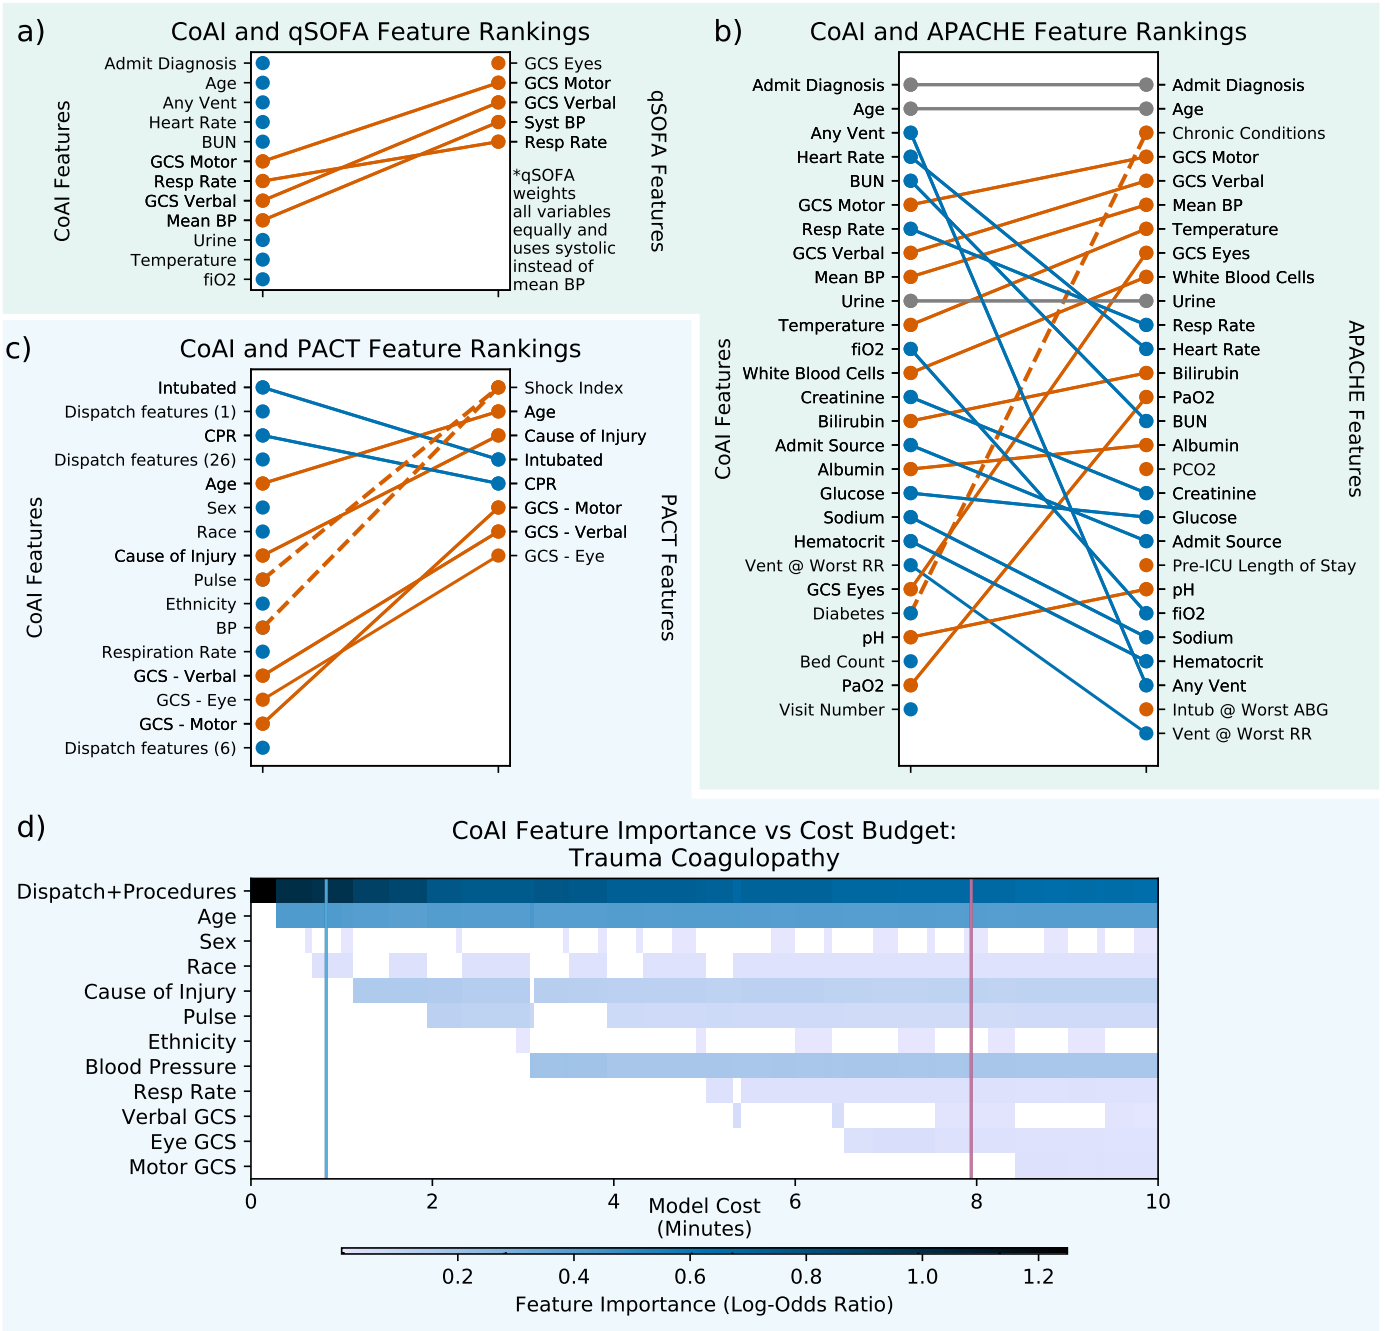 a)
CoAI and qSOFA Feature Rankings
CoAI Features
Admit Diagnosis
Age
Any Vent
Heart Rate
BUN
GCS Motor
Resp Rate
GCS Verbal
Mean BP
Urine
Temperature
fiO2
GCS Eyes
GCS Motor
GCS Verbal
Syst BP
Resp Rate
*qSOFA
weights
all variables
equally and
uses systolic
instead of
mean BP
qSOFA Features
b)
CoAI and APACHE Feature Rankings
CoAI Features
Admit Diagnosis
Age
Any Vent
Heart Rate
BUN
GCS Motor
Resp Rate
GCS Verbal
Mean BP
Urine
Temperature
fiO2
White Blood Cells
Creatinine
Bilirubin
Admit Source
Albumin
Glucose
Sodium
Hematocrit
Vent @ Worst RR
GCS Eyes
Diabetes
pH
Bed Count
PaO2
Visit Number
Admit Diagnosis
Age
Chronic Conditions
GCS Motor
GCS Verbal
Mean BP
Temperature
GCS Eyes
White Blood Cells
Urine
Resp Rate
Heart Rate
Bilirubin
PaO2
BUN
Albumin
PCO2
Creatinine
Glucose
Admit Source
Pre-ICU Length of Stay
pH
fiO2
Sodium
Hematocrit
Any Vent
Intub @ Worst ABG
Vent @ Worst RR
APACHE Features
c)
CoAI and PACT Feature Rankings
CoAI Features
Intubated
Dispatch features (1)
CPR
Dispatch features (26)
Age
Sex
Race
Cause of Injury
Pulse
Ethnicity
BP
Respiration Rate
GCS - Verbal
GCS - Eye
GCS - Motor
Dispatch features (6)
Shock Index
Age
Cause of Injury
Intubated
CPR
GCS - Motor
GCS - Verbal
GCS - Eye
PACT Features
d)
CoAI Feature Importance vs Cost Budget:
Trauma Coagulopathy
Dispatch+Procedures
Age
Sex
Race
Cause of Injury
Pulse
Ethnicity
Blood Pressure
Resp Rate
Verbal GCS
Eye GCS
Motor GCS
0 2 4 6 8 10
Model Cost
(Minutes)
0.2 0.4 0.6 0.8 1.0 1.2
Feature Importance (Log-Odds Ratio)